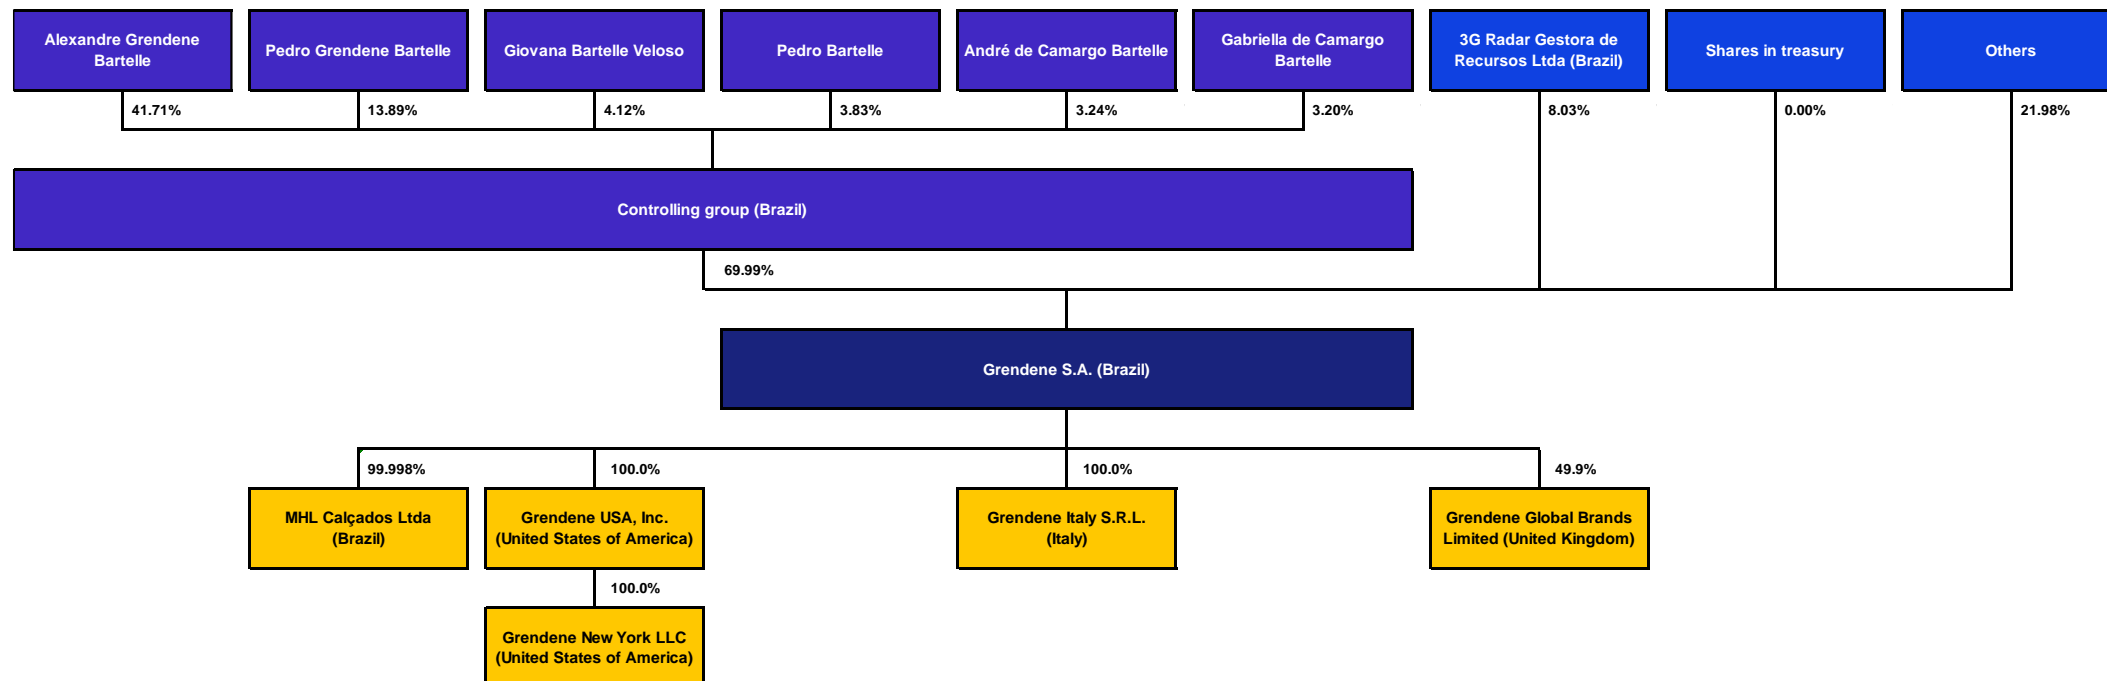 Alexandre Grendene
Bartelle
Pedro Grendene Bartelle
Giovana Bartelle Veloso
Pedro Bartelle
André de Camargo Bartelle
Gabriella de Camargo
Bartelle
3G Radar Gestora de
Recursos Ltda (Brazil)
Shares in treasury
Others
41.71%
13.89%
4.12%
3.83%
3.24%
3.20%
8.03%
0.00%
21.98%
Controlling group (Brazil)
69.99%
Grendene S.A. (Brazil)
99.998%
100.0%
100.0%
49.9%
MHL Calçados Ltda
(Brazil)
Grendene USA, Inc.
(United States of America)
Grendene Italy S.R.L.
(Italy)
Grendene Global Brands
Limited (United Kingdom)
100.0%
Grendene New York LLC
(United States of America)